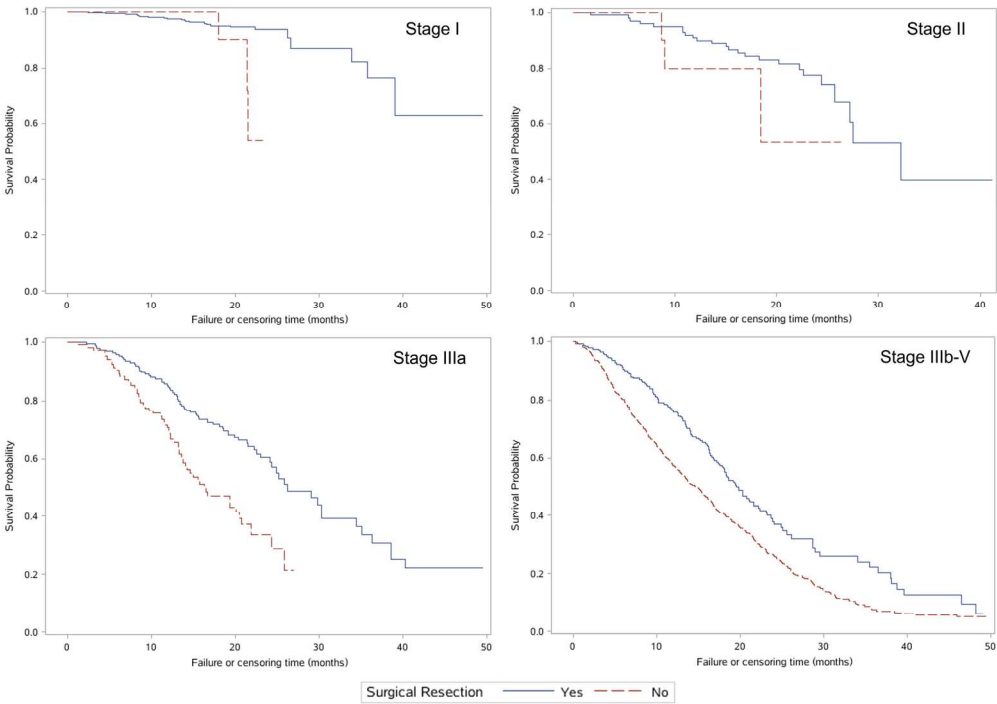 Stage I
Survival Probability
1.0
0.8
0.6
0.4
0.2
0.0
0 10 20 30 40 50
Failure or censoring time (months)
Stage II
Survival Probability
1.0
0.8
0.6
0.4
0.2
0.0
0 10 20 30 40
Failure or censoring time (months)
Stage IIIa
Survival Probability
1.0
0.8
0.6
0.4
0.2
0.0
0 10 20 30 40 50
Failure or censoring time (months)
Stage IIIb-V
Survival Probability
1.0
0.8
0.6
0.4
0.2
0.0
0 10 20 30 40 50
Failure or censoring time (months)
Surgical Resection Yes No